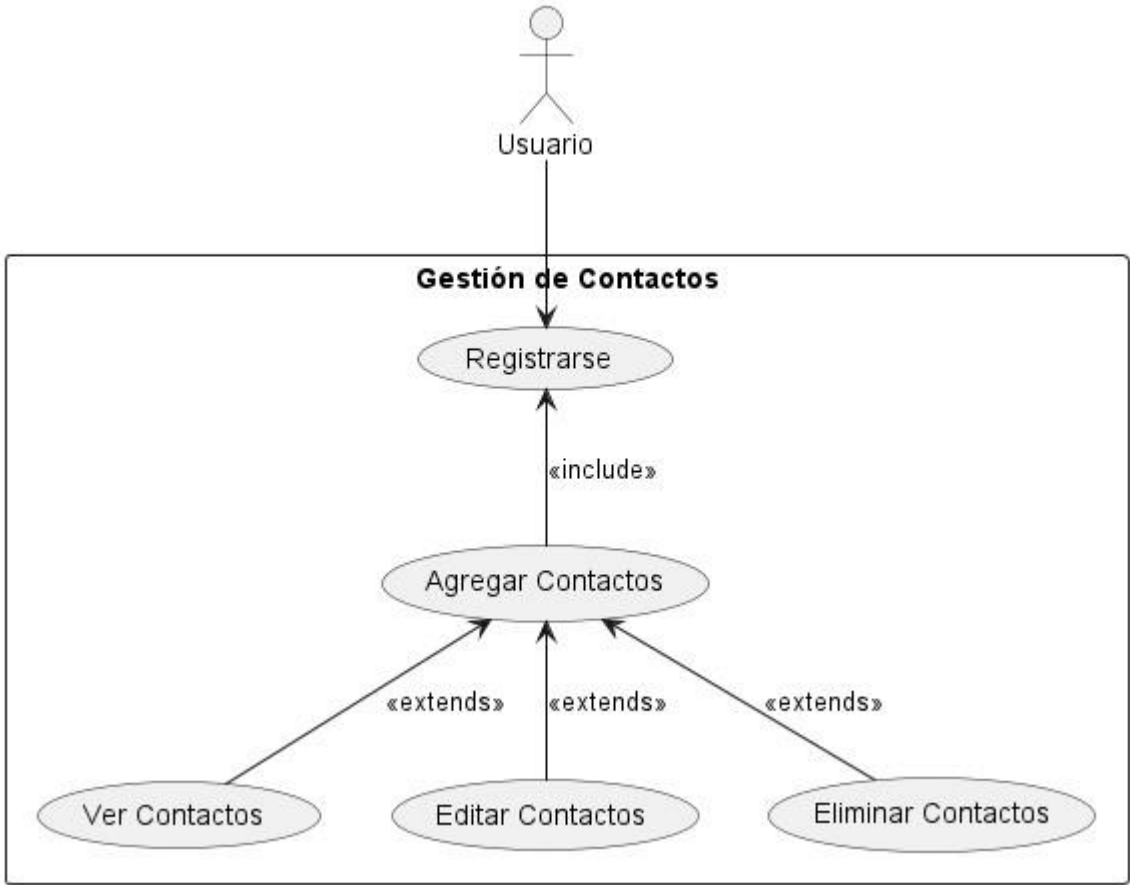 Usuario
Gestión de Contactos
Registrarse
«include»
Agregar Contactos
«extends»
«extends»
«extends»
Ver Contactos
Editar Contactos
Eliminar Contactos